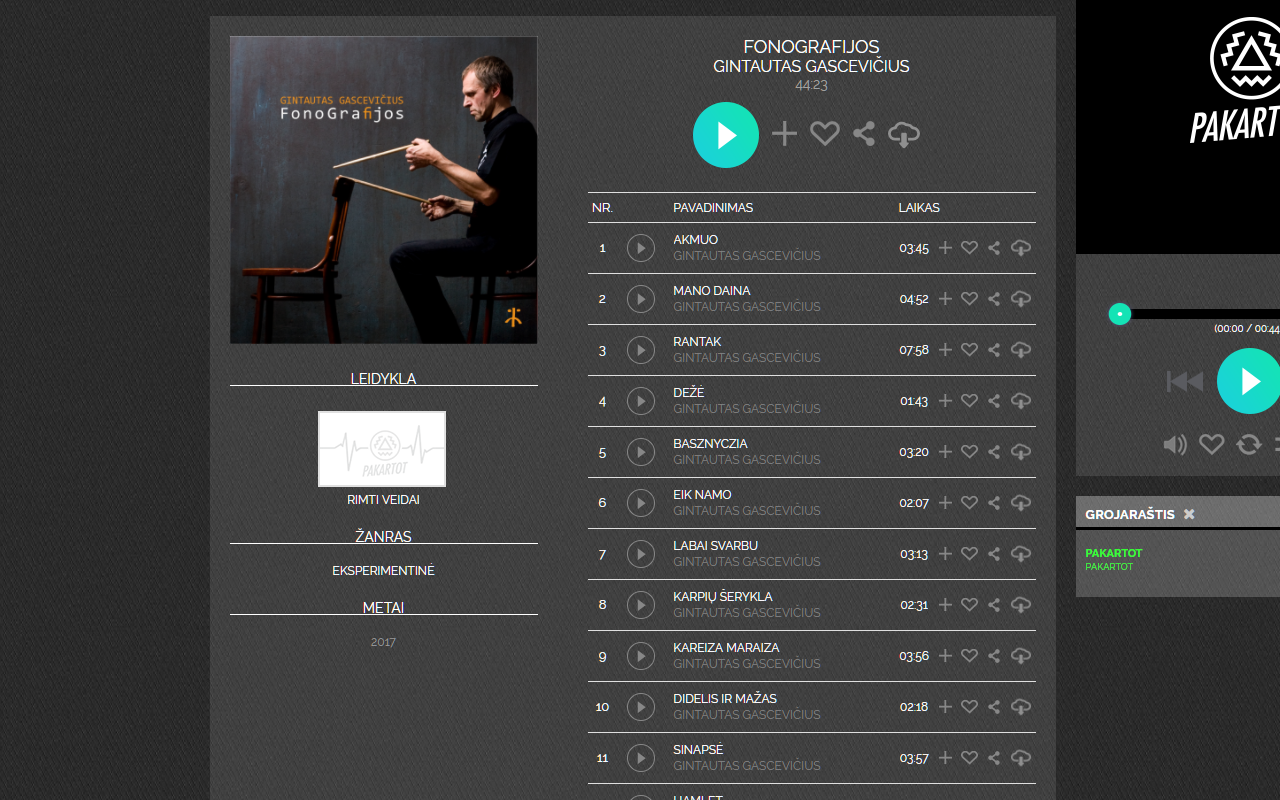 GINTAUTAS GASCEVIČIUS
FonoGrafijos
LEIDYKLA
PAKARTOT
RIMTI VEIDAI
ŽANRAS
EKSPERIMENTINĖ
METAI
2017
FONOGRAFIJOS
GINTAUTAS GASCEVIČIUS
44:23
NR. PAVADINIMAS LAIKAS
1 AKMUO 03:45
GINTAUTAS GASCEVIČIUS
2 MANO DAINA 04:52
GINTAUTAS GASCEVIČIUS
3 RANTAK 07:58
GINTAUTAS GASCEVIČIUS
4 DEŽĖ 01:43
GINTAUTAS GASCEVIČIUS
5 BASZNYCZIA 03:20
GINTAUTAS GASCEVIČIUS
6 EIK NAMO 02:07
GINTAUTAS GASCEVIČIUS
7 LABAI SVARBU 03:13
GINTAUTAS GASCEVIČIUS
8 KARPIŲ ŠERYKLA 02:31
GINTAUTAS GASCEVIČIUS
9 KAREIZA MARAIZA 03:56
GINTAUTAS GASCEVIČIUS
10 DIDELIS IR MAŽAS 02:18
GINTAUTAS GASCEVIČIUS
11 SINAPSĖ 03:57
GINTAUTAS GASCEVIČIUS
HAMLET
PAKART
(00:00 / 00:44
GROJARAŠTIS
PAKARTOT
PAKARTOT